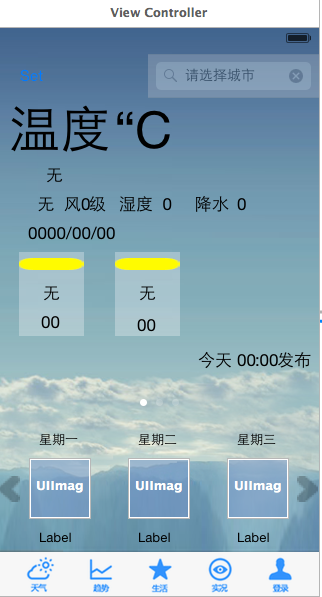 View Controller
Set
请选择城市
温度“C
无
无 风0级 湿度 0 降水 0
0000/00/00
无 无
00 00
今天 00:00发布
星期一 星期二 星期三
UIImag UIImag UIImag
Label Label Label
天气 趋势 生活 实况 登录